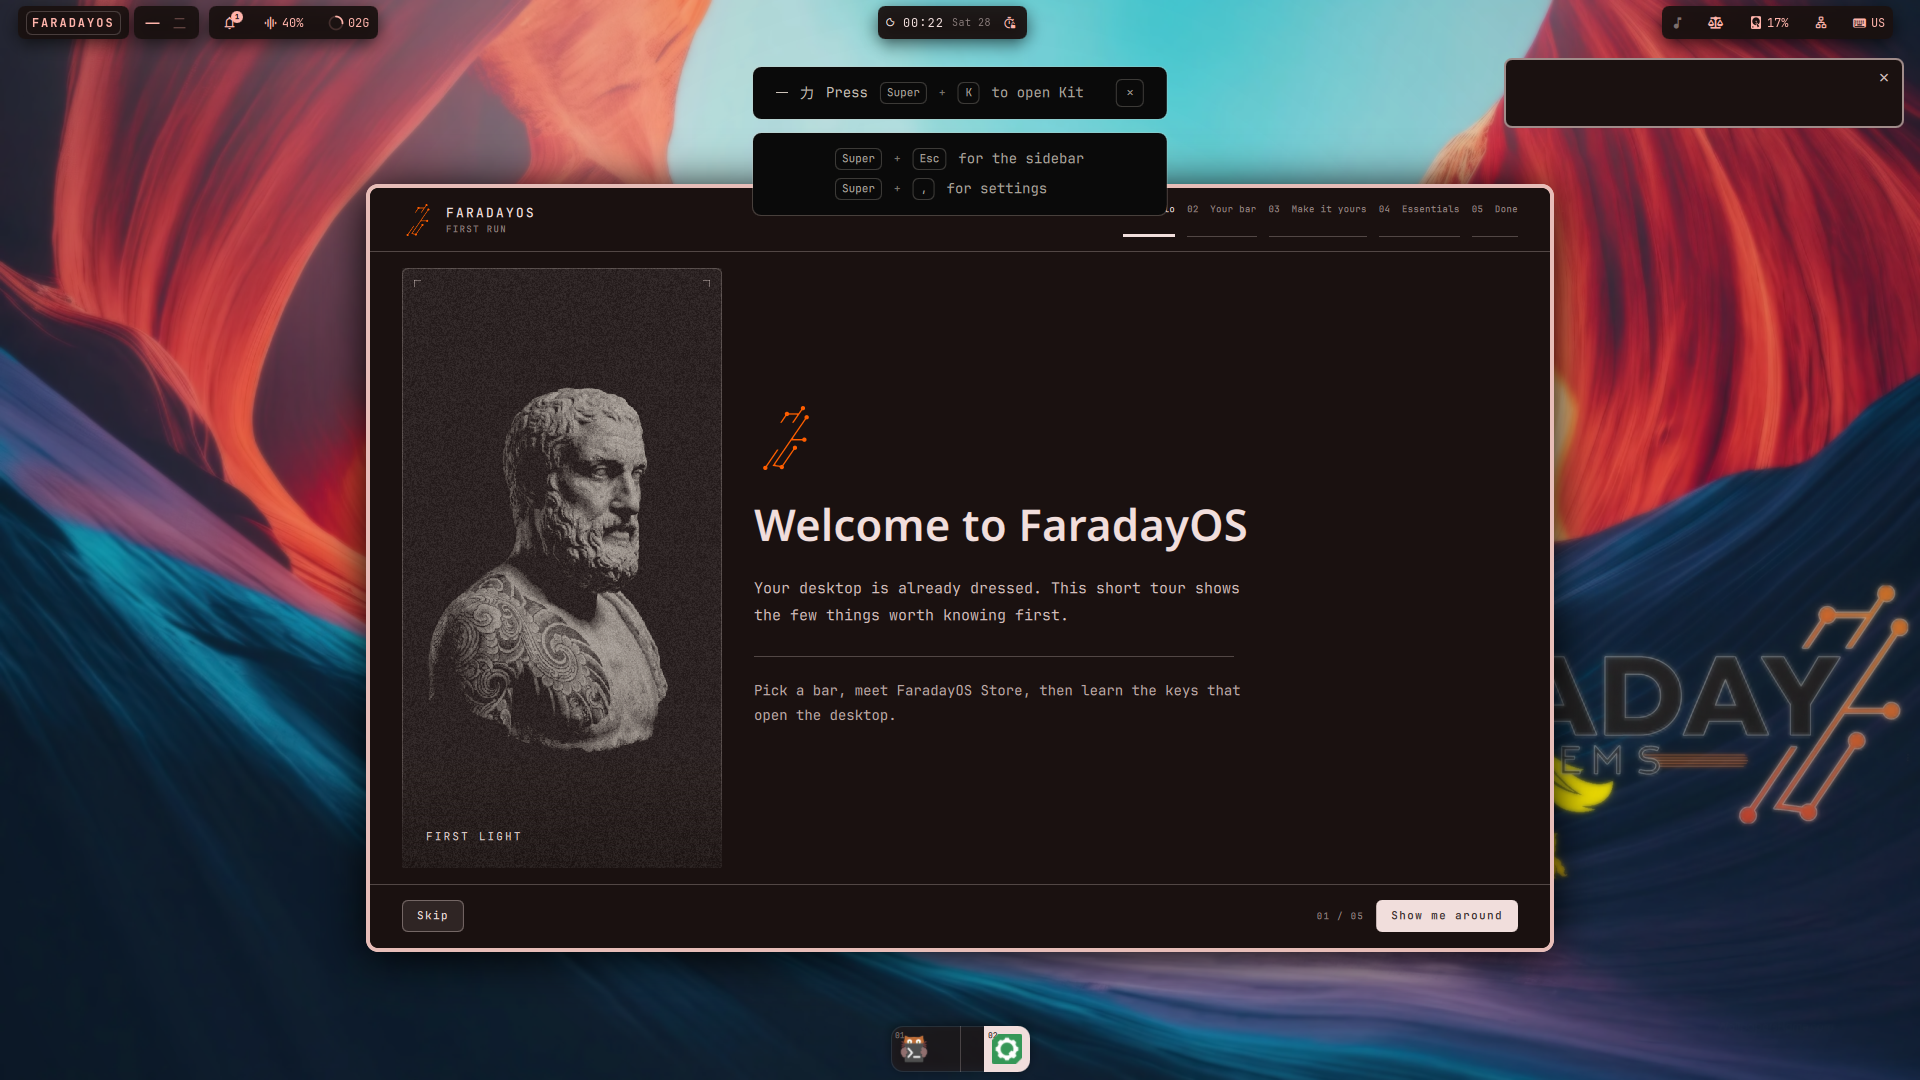 FARADAYOS
1
40%
02G
00:22 Sat 28
17%
US
一 力 Press Super + K to open Kit ×
Super + Esc for the sidebar
Super + , for settings
×
FARADAYOS
FIRST RUN
02 Your bar 03 Make it yours 04 Essentials 05 Done
Welcome to FaradayOS
Your desktop is already dressed. This short tour shows
the few things worth knowing first.
Pick a bar, meet FaradayOS Store, then learn the keys that
open the desktop.
FIRST LIGHT
Skip
01 / 05
Show me around
ADAY
EMS
01